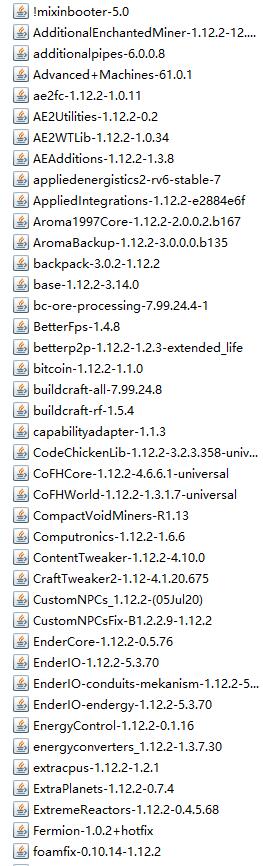 !mixinbooter-5.0
AdditionalEnchantedMiner-1.12.2-12....
additionalpipes-6.0.0.8
Advanced+Machines-61.0.1
ae2fc-1.12.2-1.0.11
AE2Utilities-1.12.2-0.2
AE2WTLib-1.12.2-1.0.34
AEAdditions-1.12.2-1.3.8
appliedenergistics2-rv6-stable-7
AppliedIntegrations-1.12.2-e2884e6f
Aroma1997Core-1.12.2-2.0.0.2.b167
AromaBackup-1.12.2-3.0.0.0.b135
backpack-3.0.2-1.12.2
base-1.12.2-3.14.0
bc-ore-processing-7.99.24.4-1
BetterFps-1.4.8
betterp2p-1.12.2-1.2.3-extended_life
bitcoin-1.12.2-1.1.0
buildcraft-all-7.99.24.8
buildcraft-rf-1.5.4
capabilityadapter-1.1.3
CodeChickenLib-1.12.2-3.2.3.358-univ...
CoFHCore-1.12.2-4.6.6.1-universal
CoFHWorld-1.12.2-1.3.1.7-universal
CompactVoidMiners-R1.13
Computronics-1.12.2-1.6.6
ContentTweaker-1.12.2-4.10.0
CraftTweaker2-1.12-4.1.20.675
CustomNPCs_1.12.2-(05Jul20)
CustomNPCsFix-B1.2.2.9-1.12.2
EnderCore-1.12.2-0.5.76
EnderIO-1.12.2-5.3.70
EnderIO-conduits-mekanism-1.12.2-5...
EnderIO-endergy-1.12.2-5.3.70
EnergyControl-1.12.2-0.1.16
energyconverters_1.12.2-1.3.7.30
extracpus-1.12.2-1.2.1
ExtraPlanets-1.12.2-0.7.4
ExtremeReactors-1.12.2-0.4.5.68
Fermion-1.0.2+hotfix
foamfix-0.10.14-1.12.2